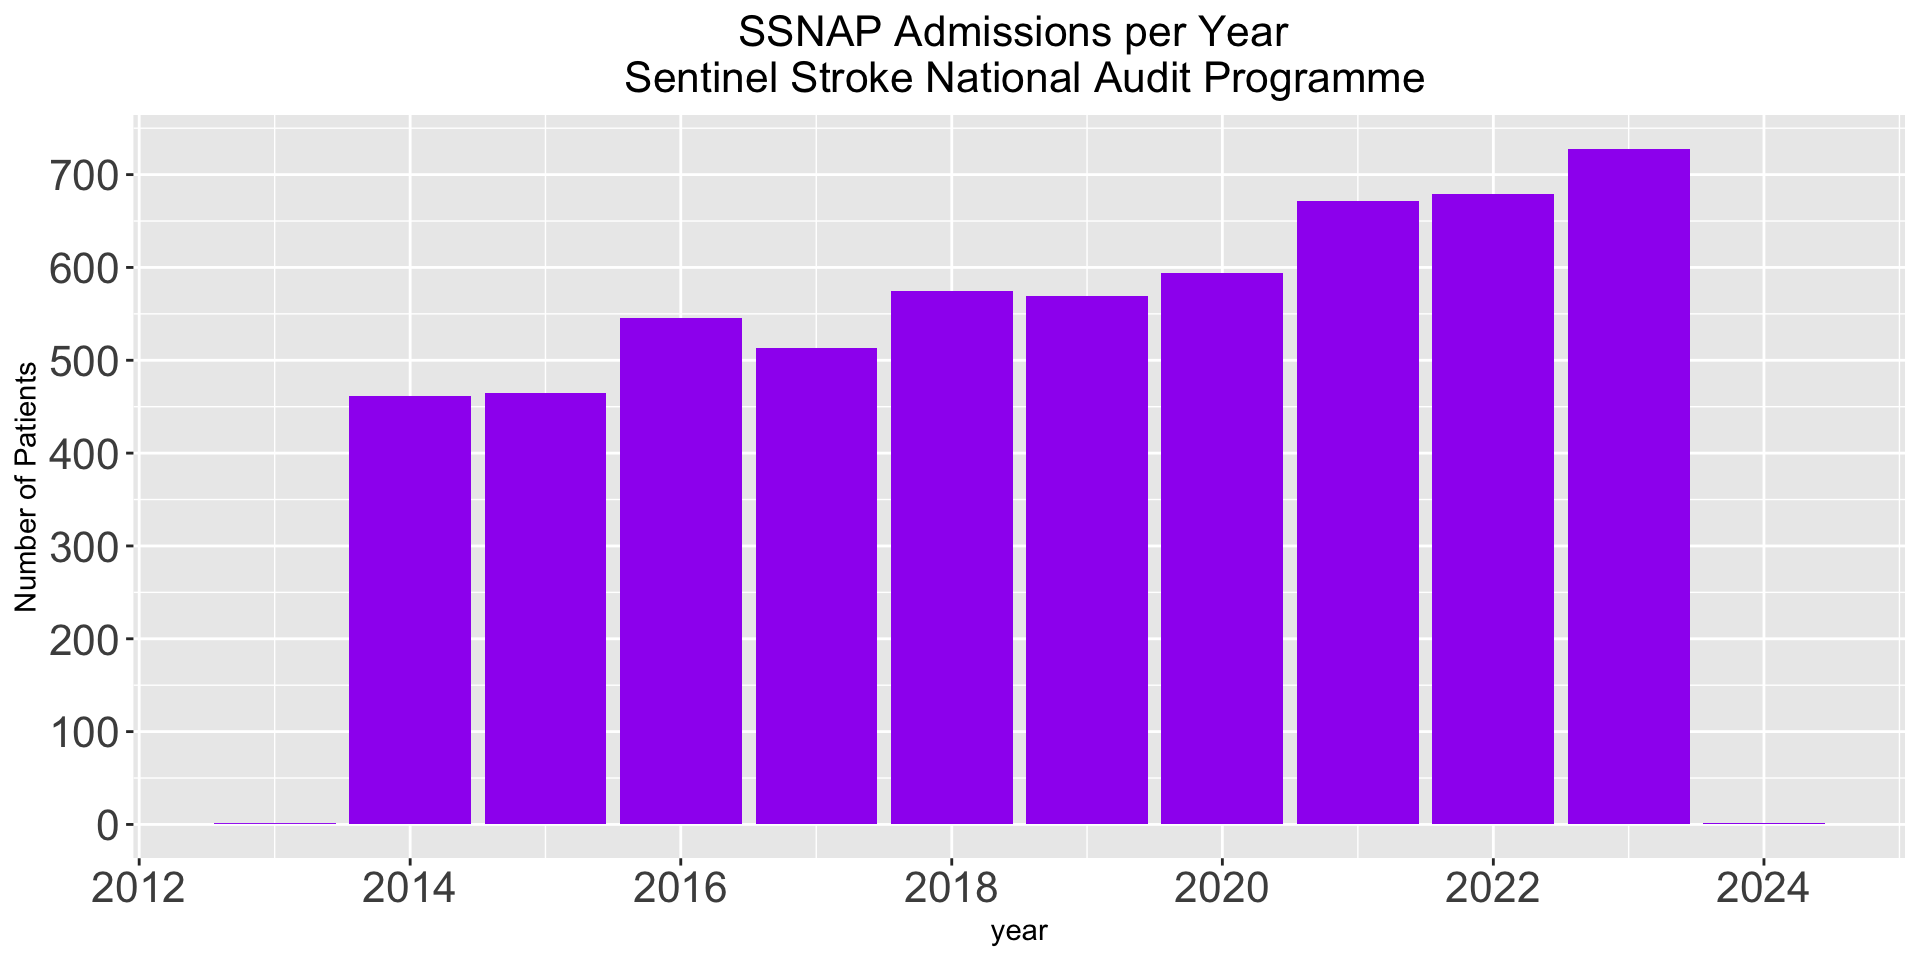 SSNAP Admissions per Year
Sentinel Stroke National Audit Programme
Number of Patients
700
600
500
400
300
200
100
0
2012 2014 2016 2018 2020 2022 2024
year